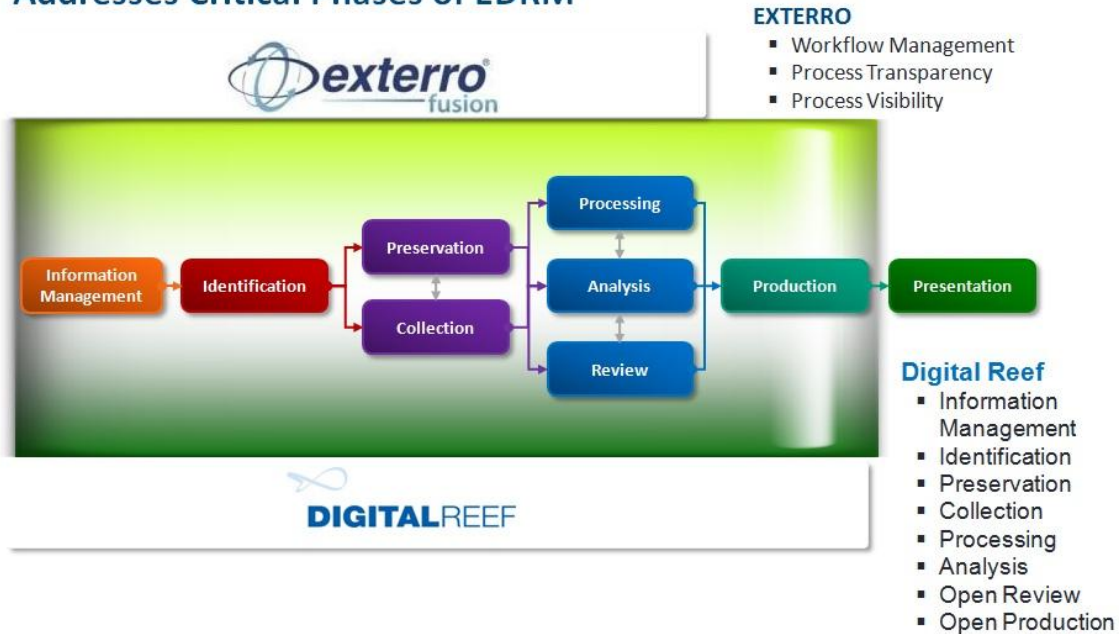 Addresses Critical Phases of EDRM
EXTERRO
▪ Workflow Management
▪ Process Transparency
▪ Process Visibility
exterro®
fusion
Information
Management
Identification
Preservation
Collection
Processing
Analysis
Review
Production
Presentation
Digital Reef
▪ Information
Management
▪ Identification
▪ Preservation
▪ Collection
▪ Processing
▪ Analysis
▪ Open Review
▪ Open Production
DIGITALREEF